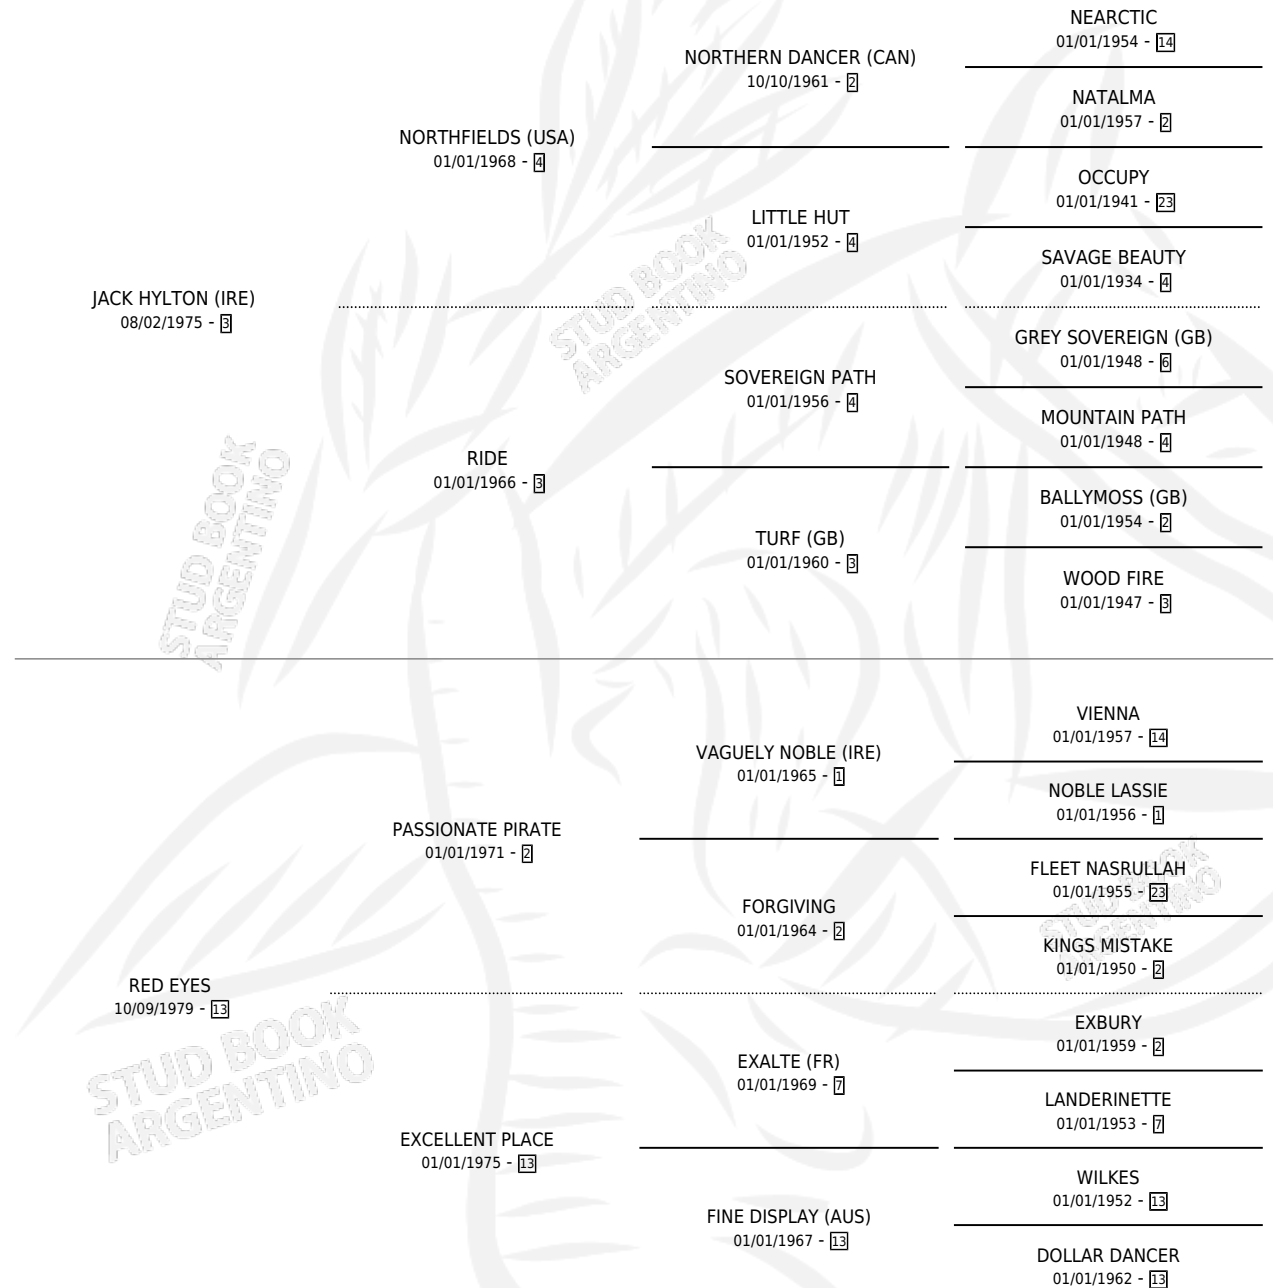 NEARCTIC
01/01/1954 - 14
NORTHERN DANCER (CAN)
10/10/1961 - 2
NATALMA
01/01/1957 - 2
NORTHFIELDS (USA)
01/01/1968 - 4
OCCUPY
01/01/1941 - 23
LITTLE HUT
01/01/1952 - 4
SAVAGE BEAUTY
01/01/1934 - 4
JACK HYLTON (IRE)
08/02/1975 - 3
GREY SOVEREIGN (GB)
01/01/1948 - 6
SOVEREIGN PATH
01/01/1956 - 4
MOUNTAIN PATH
01/01/1948 - 4
RIDE
01/01/1966 - 3
BALLYMOSS (GB)
01/01/1954 - 2
TURF (GB)
01/01/1960 - 3
WOOD FIRE
01/01/1947 - 3
VIENNA
01/01/1957 - 14
VAGUELY NOBLE (IRE)
01/01/1965 - 1
NOBLE LASSIE
01/01/1956 - 1
PASSIONATE PIRATE
01/01/1971 - 2
FLEET NASRULLAH
01/01/1955 - 23
FORGIVING
01/01/1964 - 2
KINGS MISTAKE
01/01/1950 - 2
RED EYES
10/09/1979 - 13
EXBURY
01/01/1959 - 2
EXALTE (FR)
01/01/1969 - 7
LANDERINETTE
01/01/1953 - 7
EXCELLENT PLACE
01/01/1975 - 13
WILKES
01/01/1952 - 13
FINE DISPLAY (AUS)
01/01/1967 - 13
DOLLAR DANCER
01/01/1962 - 13
STUD BOOK
ARGENTINO
STUD BOOK
ARGENTINO
STUD BOOK
ARGENTINO
STUD BOOK
ARGENTINO